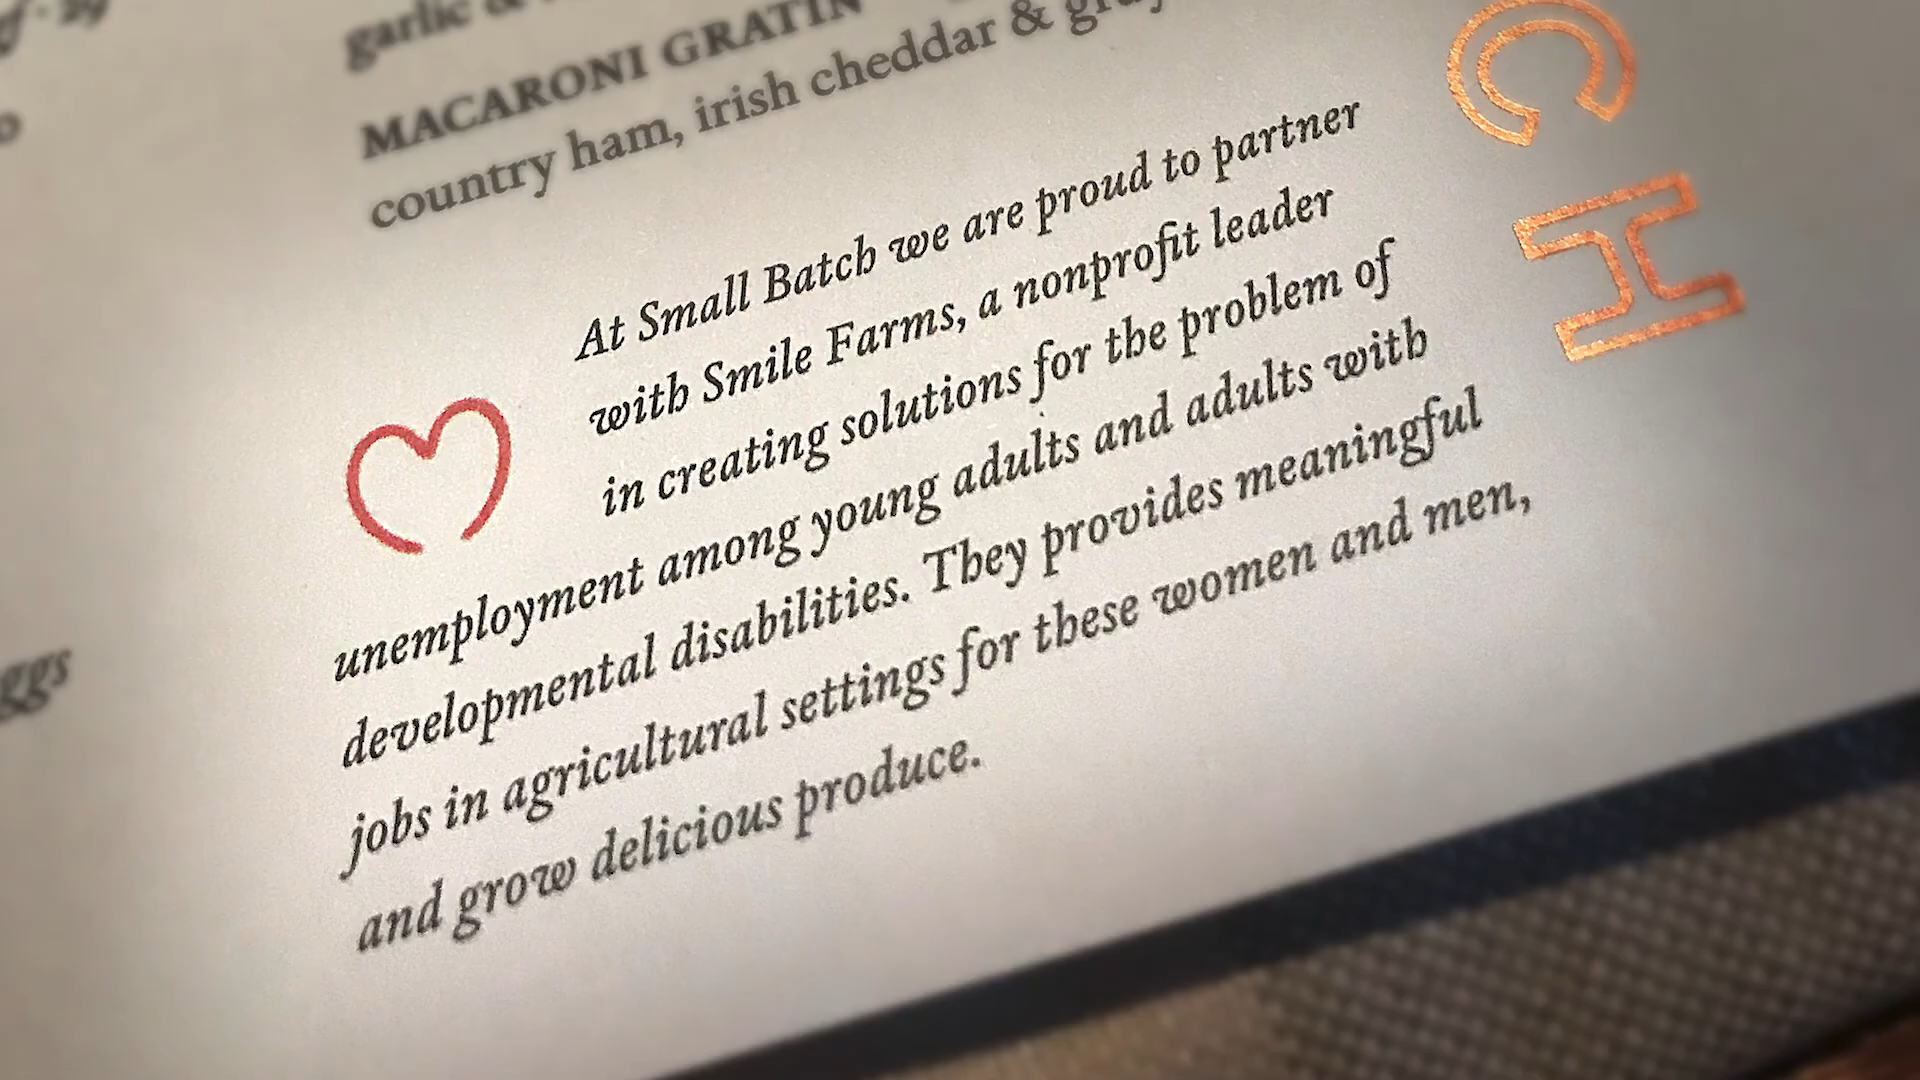 garlic &
MACARONI GRATIN
country ham, irish cheddar &
At Small Batch we are proud to partner
with Smile Farms, a nonprofit leader
in creating solutions for the problem of
unemployment among young adults and adults with
developmental disabilities. They provides meaningful
jobs in agricultural settings for these women and men,
and grow delicious produce.
CH